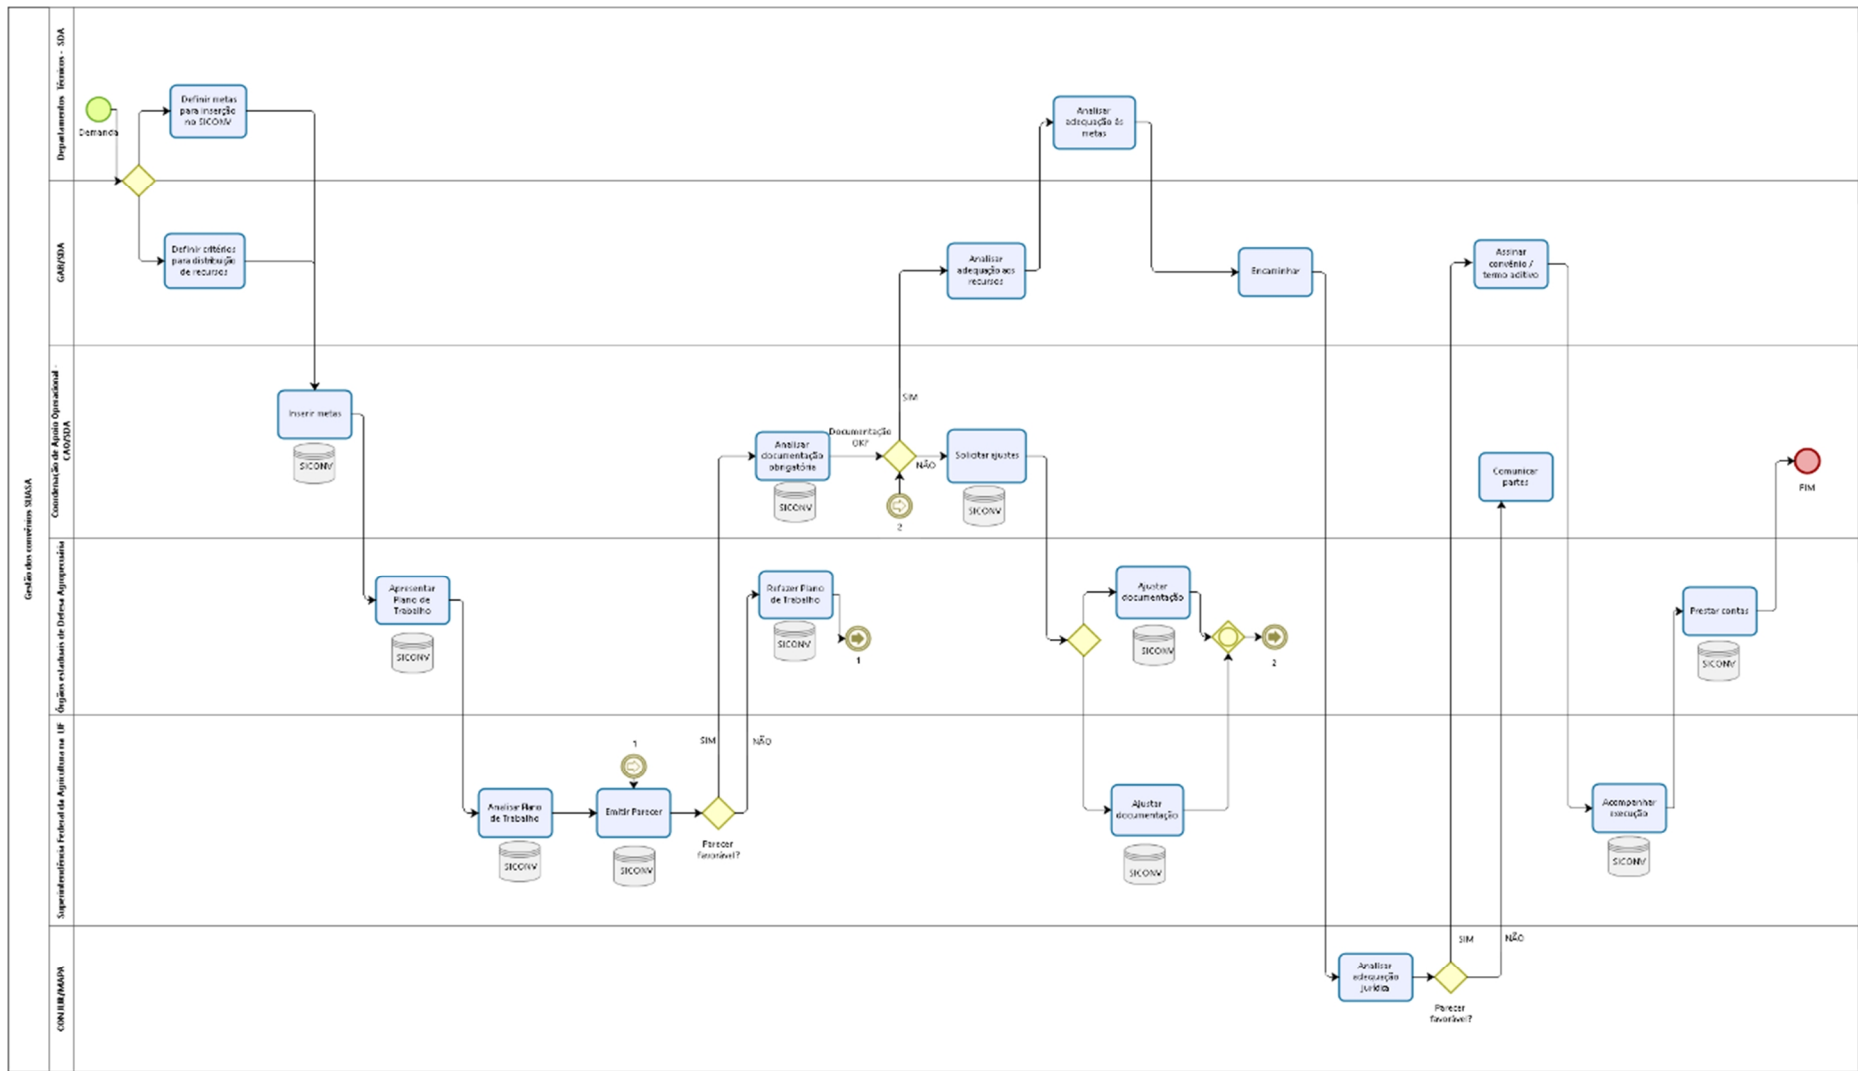 Gestão dos convênios SUASA
Departamentos Técnicos - SDA
Demanda
Definir metas
para inserção
no SICONV
Analisar
adequação às
metas
GAB/SDA
Definir critérios
para distribuição
de recursos
Analisar
adequação aos
recursos
Encaminhar
Assinar
convênio /
termo aditivo
Coordenação de Apoio Operacional -
CAO/SDA
Inserir metas
SICONV
Analisar
documentação
obrigatória
SICONV
Documentação
OK?
SIM
NÃO
2
Solicitar ajustes
SICONV
Comunicar
partes
FIM
Órgãos estaduais de Defesa Agropecuária
Apresentar
Plano de
Trabalho
SICONV
Refazer Plano
de Trabalho
SICONV
1
Ajustar
documentação
SICONV
2
Prestar contas
SICONV
Superintendência Federal da Agricultura na UF
Analisar Plano
de Trabalho
SICONV
1
Emitir Parecer
SICONV
SIM
NÃO
Parecer
favorável?
Ajustar
documentação
SICONV
Acompanhar
execução
SICONV
CONJUR/MAPA
Analisar
adequação
jurídica
SIM
NÃO
Parecer
favorável?